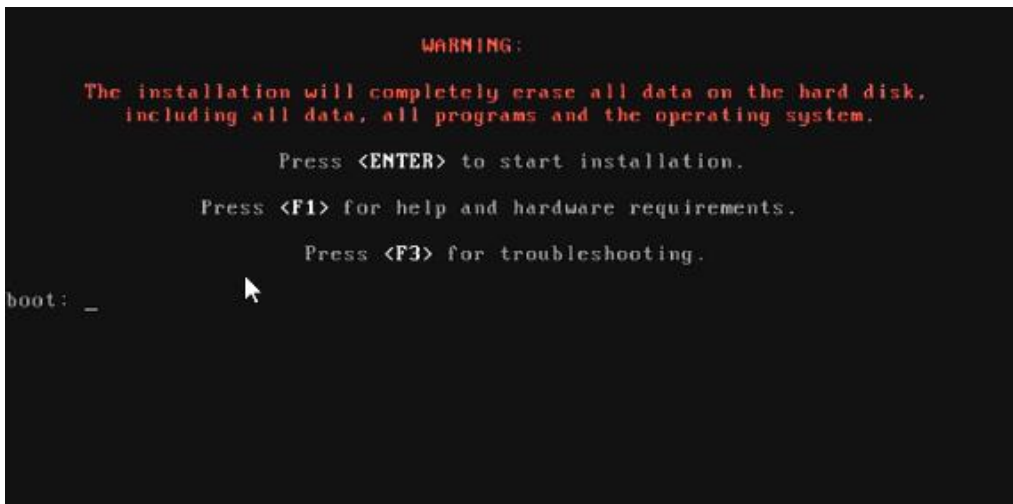 WARNING:
The installation will completely erase all data on the hard disk,
including all data, all programs and the operating system.
Press <ENTER> to start installation.
Press <F1> for help and hardware requirements.
Press <F3> for troubleshooting.
boot: _